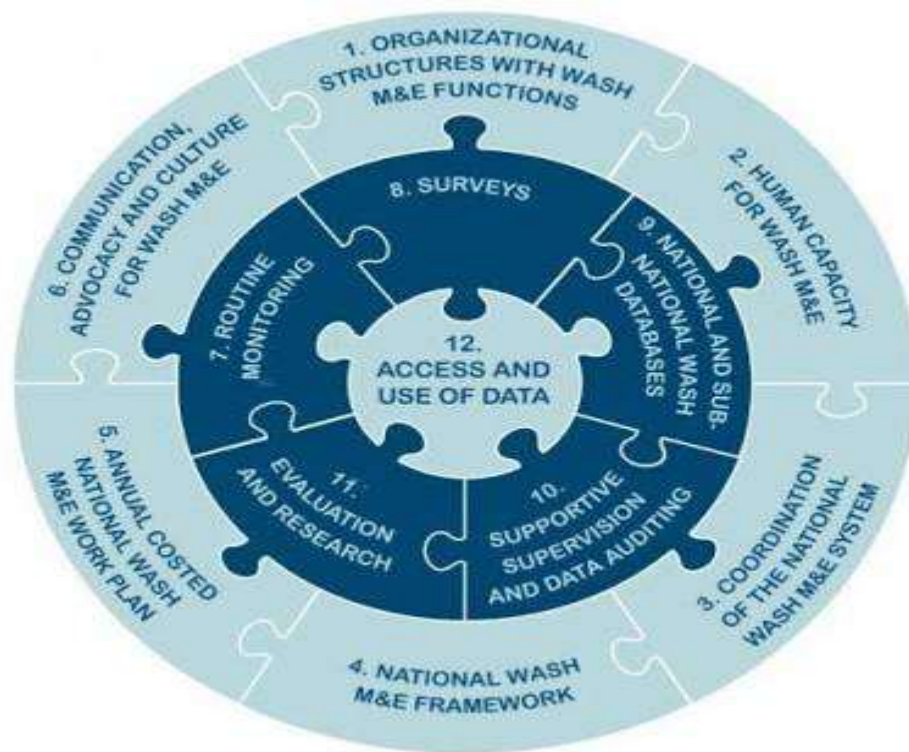 1. ORGANIZATIONAL
STRUCTURES WITH WASH
M&E FUNCTIONS
2. HUMAN CAPACITY
FOR WASH M&E
3. COORDINATION
OF THE NATIONAL
WASH M&E SYSTEM
4. NATIONAL WASH
M&E FRAMEWORK
5. ANNUAL COSTED
NATIONAL WASH
M&E WORK PLAN
6. COMMUNICATION,
ADVOCACY AND CULTURE
FOR WASH M&E
7. ROUTINE
MONITORING
8. SURVEYS
9. NATIONAL AND SUB-
NATIONAL WASH
DATABASES
10.
SUPPORTIVE
SUPERVISION
AND DATA AUDITING
11.
EVALUATION
AND RESEARCH
12.
ACCESS AND
USE OF DATA